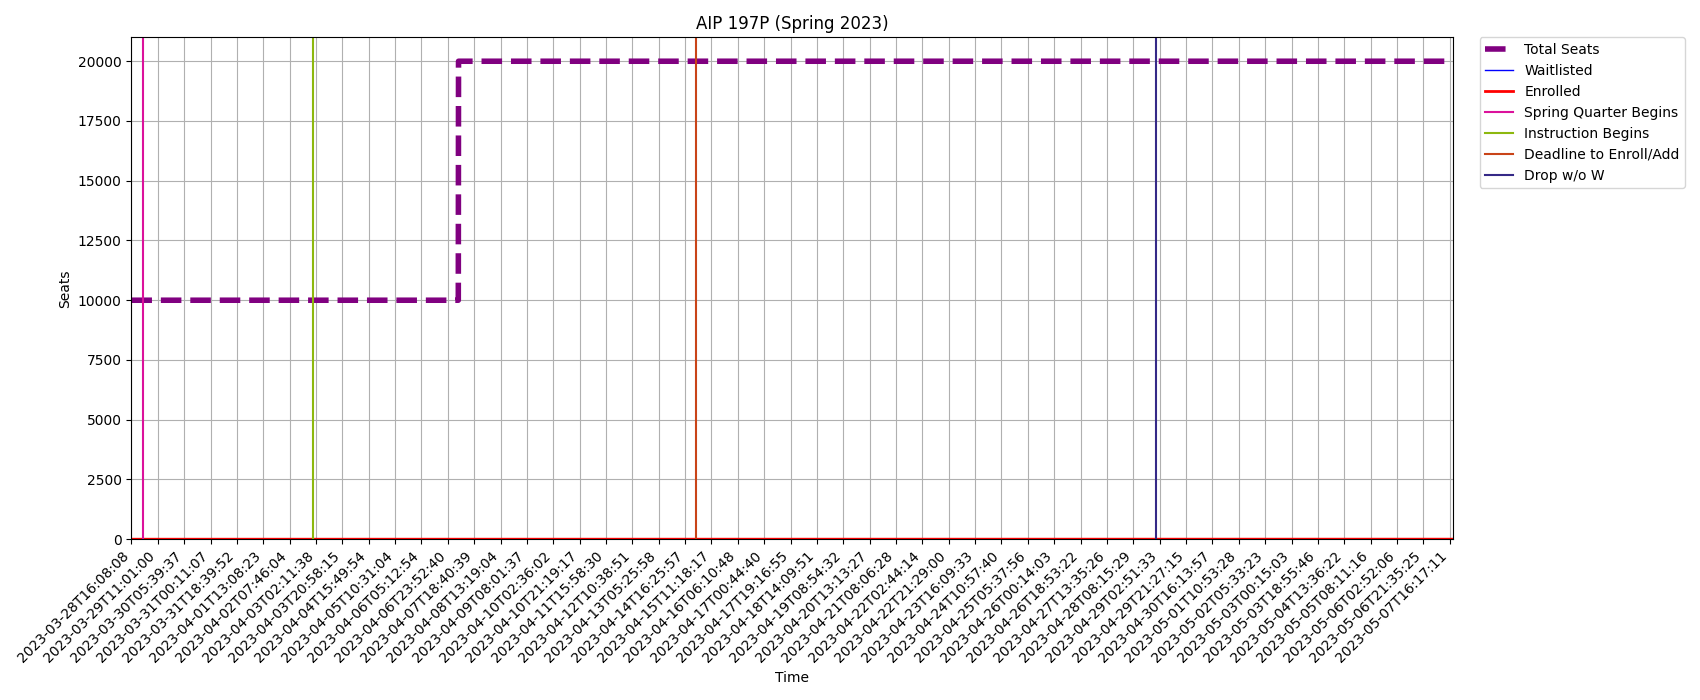 AIP 197P (Spring 2023)
20000
17500
15000
12500
10000
7500
5000
2500
0
Seats
2023-03-28T16:08:08
2023-03-29T11:01:00
2023-03-30T05:39:37
2023-03-31T00:11:07
2023-03-31T18:39:52
2023-04-01T13:08:23
2023-04-02T07:46:04
2023-04-03T02:11:38
2023-04-03T20:58:15
2023-04-04T15:49:54
2023-04-05T10:31:04
2023-04-06T05:12:54
2023-04-06T23:52:40
2023-04-07T18:40:39
2023-04-08T13:19:04
2023-04-09T08:01:37
2023-04-10T02:36:02
2023-04-10T21:19:17
2023-04-11T15:58:30
2023-04-12T10:38:51
2023-04-13T05:25:58
2023-04-14T16:25:57
2023-04-15T11:18:17
2023-04-16T06:10:48
2023-04-17T00:44:40
2023-04-17T19:16:55
2023-04-18T14:09:51
2023-04-19T08:54:32
2023-04-20T13:13:27
2023-04-21T08:06:28
2023-04-22T02:44:14
2023-04-22T21:29:00
2023-04-23T16:09:33
2023-04-24T10:57:40
2023-04-25T05:37:56
2023-04-26T00:14:03
2023-04-26T18:53:22
2023-04-27T13:35:26
2023-04-28T08:15:29
2023-04-29T02:51:33
2023-04-29T21:27:15
2023-04-30T16:13:57
2023-05-01T10:53:28
2023-05-02T05:33:23
2023-05-03T00:15:03
2023-05-03T18:55:46
2023-05-04T13:36:22
2023-05-05T08:11:16
2023-05-06T02:52:06
2023-05-06T21:35:25
2023-05-07T16:17:11
Time
Total Seats
Waitlisted
Enrolled
Spring Quarter Begins
Instruction Begins
Deadline to Enroll/Add
Drop w/o W